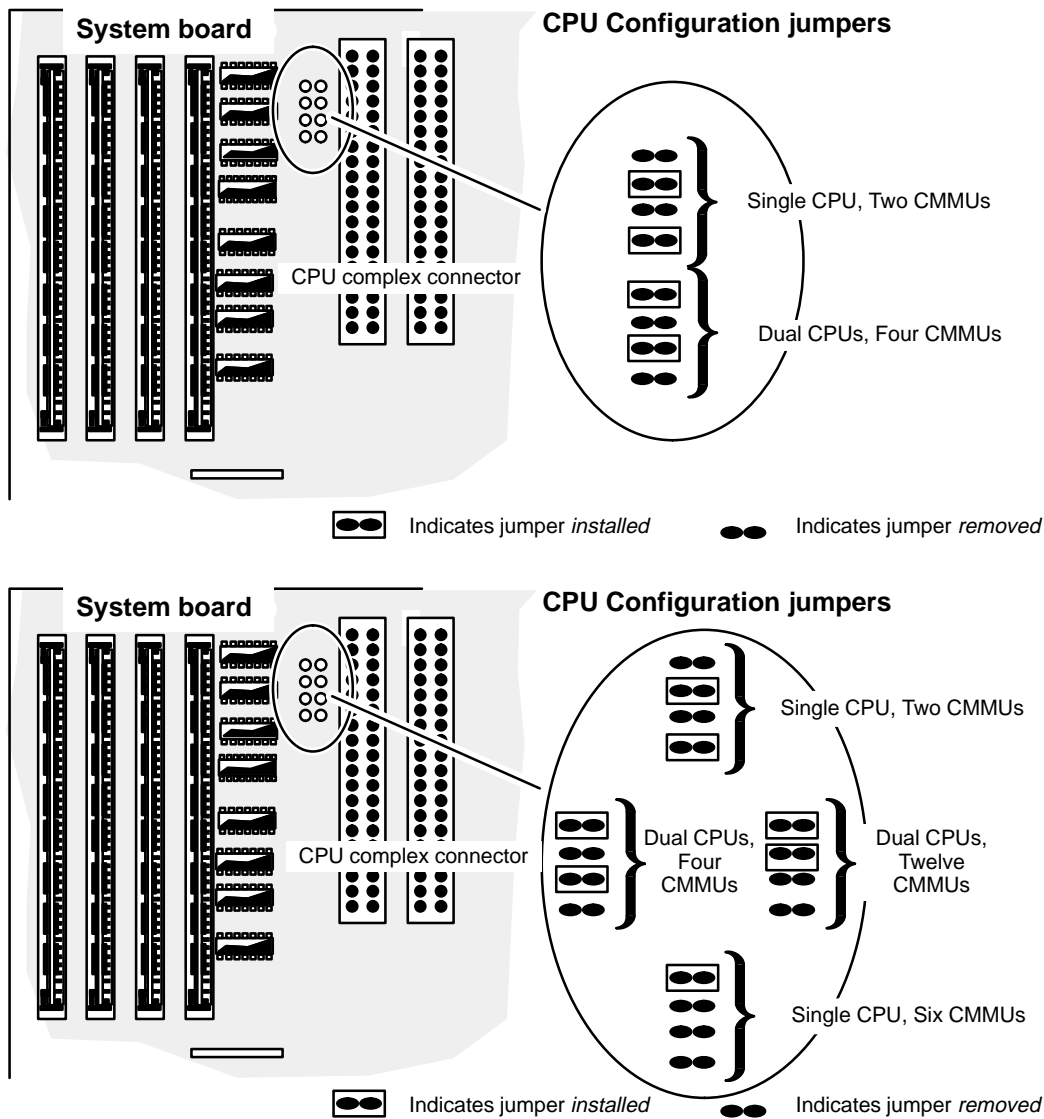 System board
CPU Configuration jumpers
Single CPU, Two CMMUs
CPU complex connector
Dual CPUs, Four CMMUs
Indicates jumper installed
Indicates jumper removed
System board
CPU Configuration jumpers
Single CPU, Two CMMUs
CPU complex connector
Dual CPUs,
Four
CMMUs
Dual CPUs,
Twelve
CMMUs
Single CPU, Six CMMUs
Indicates jumper installed
Indicates jumper removed